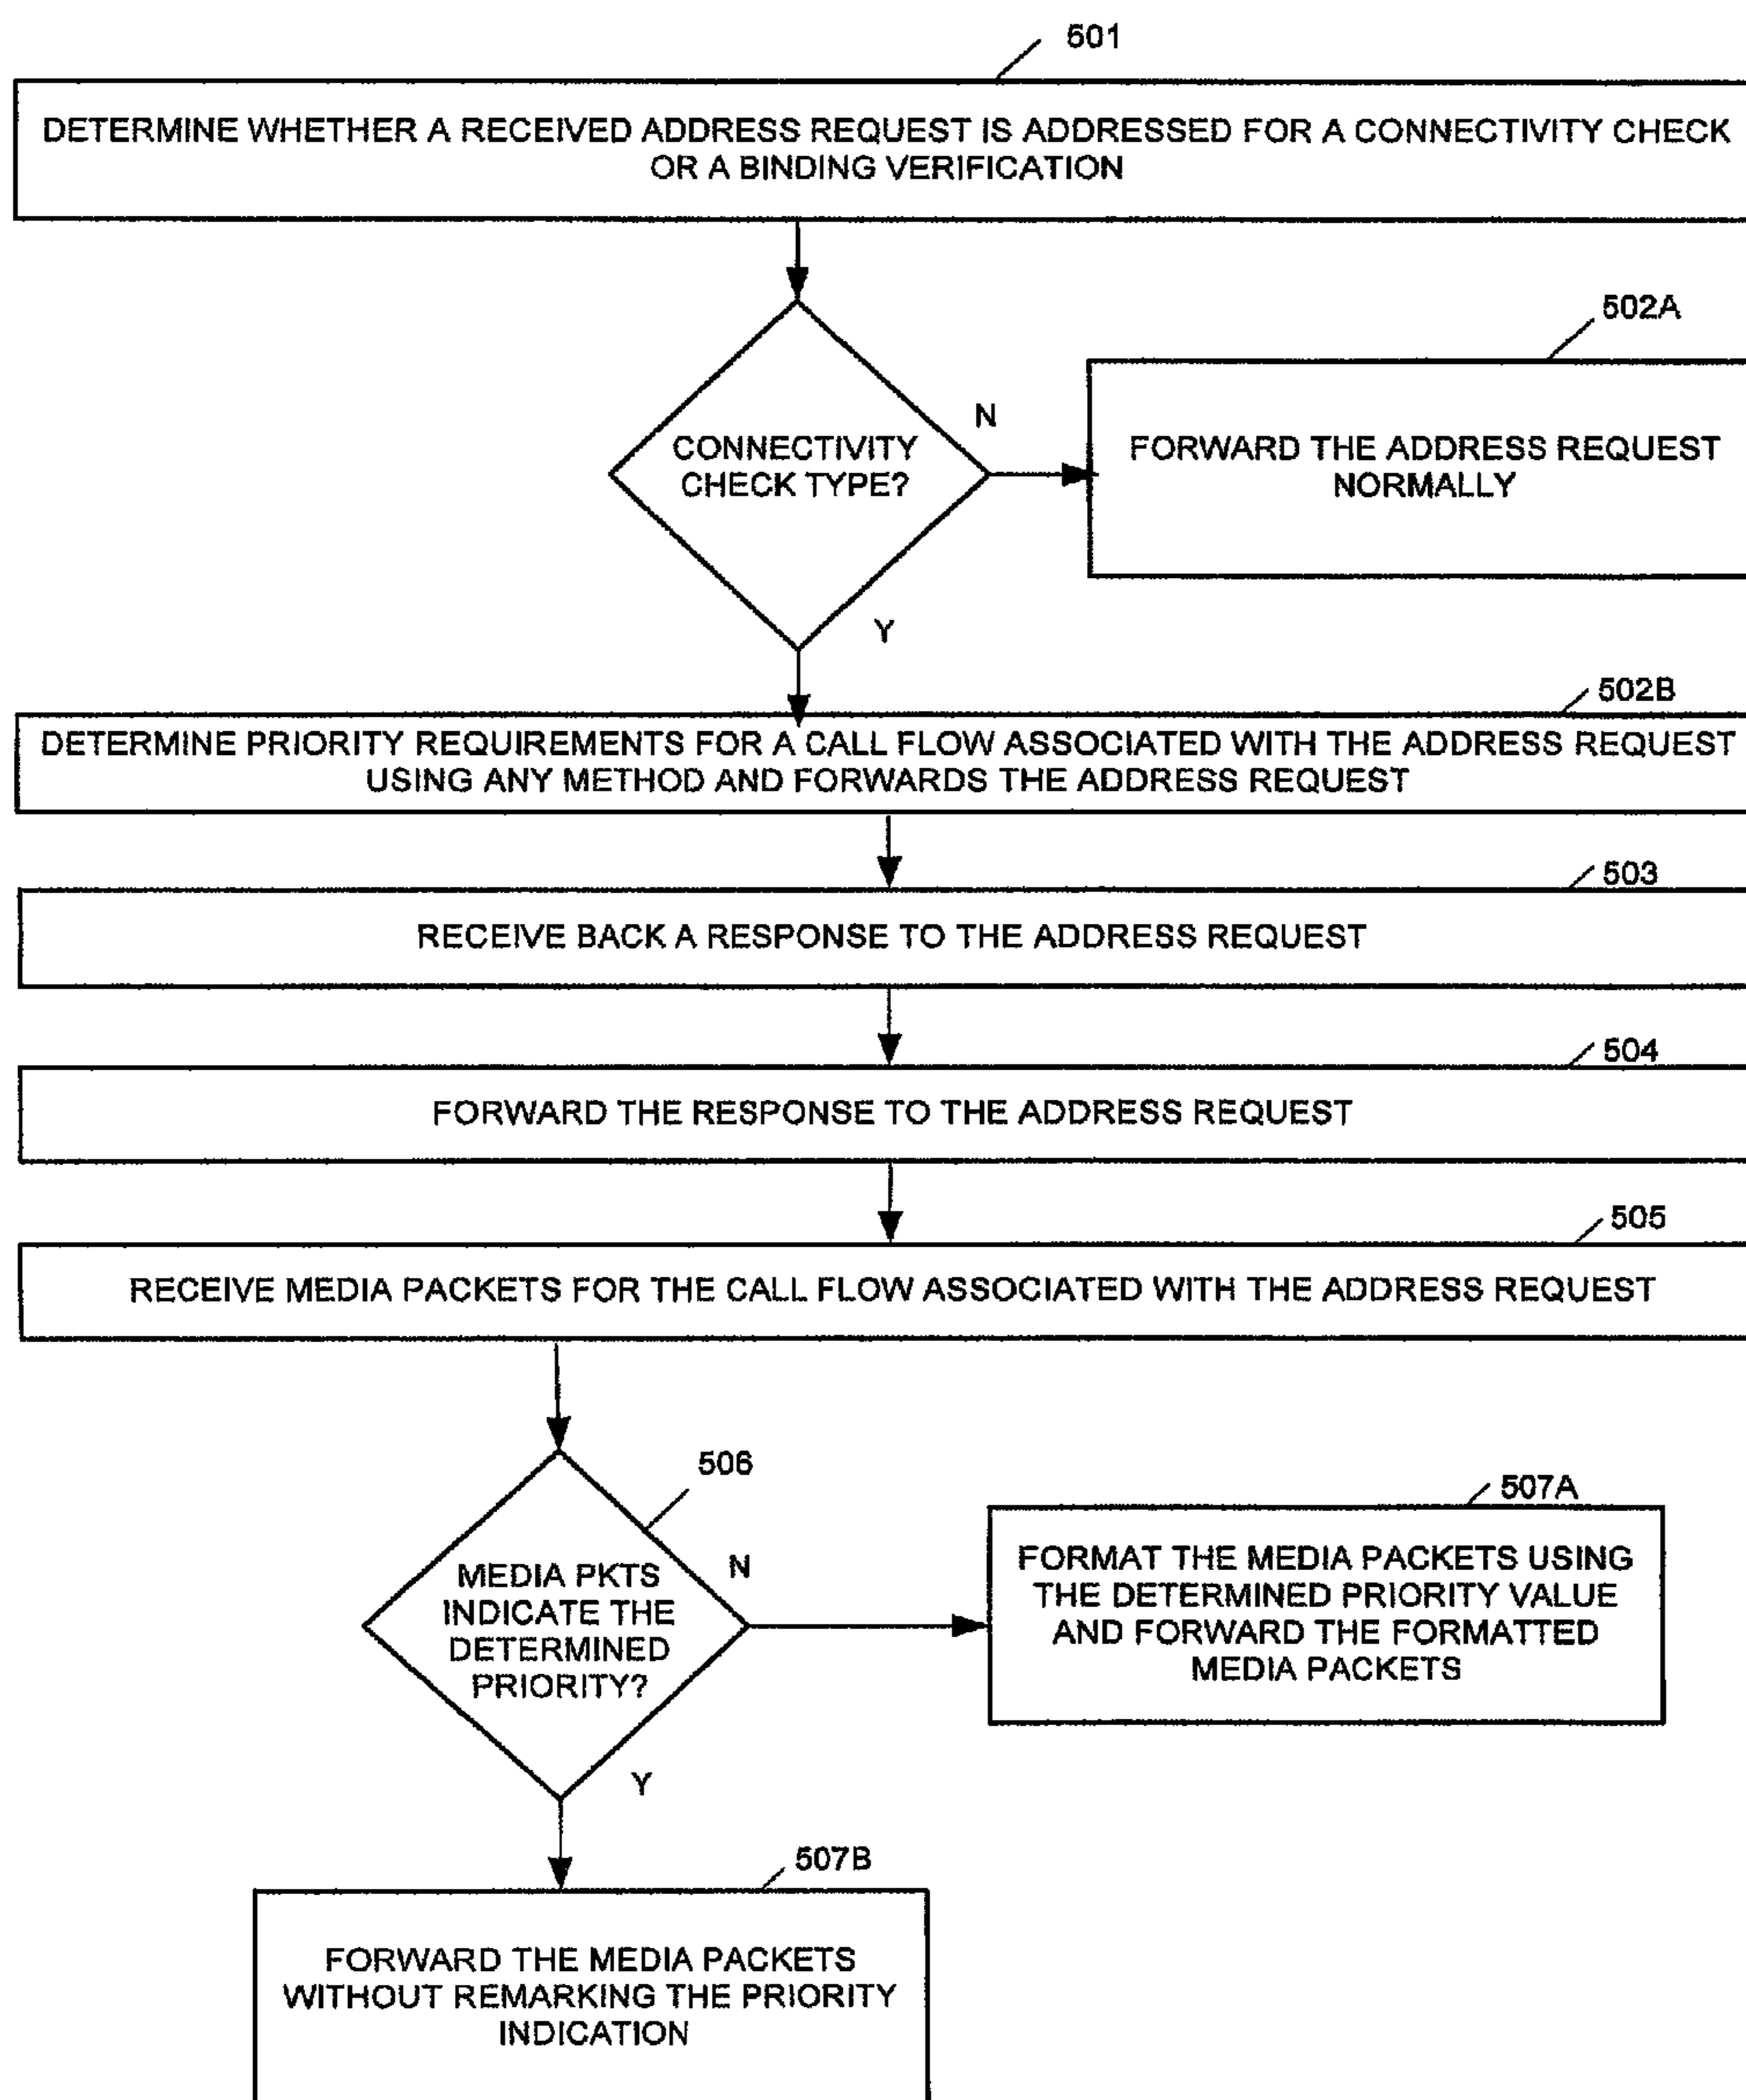 501
DETERMINE WHETHER A RECEIVED ADDRESS REQUEST IS ADDRESSED FOR A CONNECTIVITY CHECK
OR A BINDING VERIFICATION
502A
N
CONNECTIVITY
CHECK TYPE?
FORWARD THE ADDRESS REQUEST
NORMALLY
Y
502B
DETERMINE PRIORITY REQUIREMENTS FOR A CALL FLOW ASSOCIATED WITH THE ADDRESS REQUEST
USING ANY METHOD AND FORWARDS THE ADDRESS REQUEST
503
RECEIVE BACK A RESPONSE TO THE ADDRESS REQUEST
504
FORWARD THE RESPONSE TO THE ADDRESS REQUEST
505
RECEIVE MEDIA PACKETS FOR THE CALL FLOW ASSOCIATED WITH THE ADDRESS REQUEST
506
MEDIA PKTS
INDICATE THE
DETERMINED
PRIORITY?
N
507A
FORMAT THE MEDIA PACKETS USING
THE DETERMINED PRIORITY VALUE
AND FORWARD THE FORMATTED
MEDIA PACKETS
Y
507B
FORWARD THE MEDIA PACKETS
WITHOUT REMARKING THE PRIORITY
INDICATION